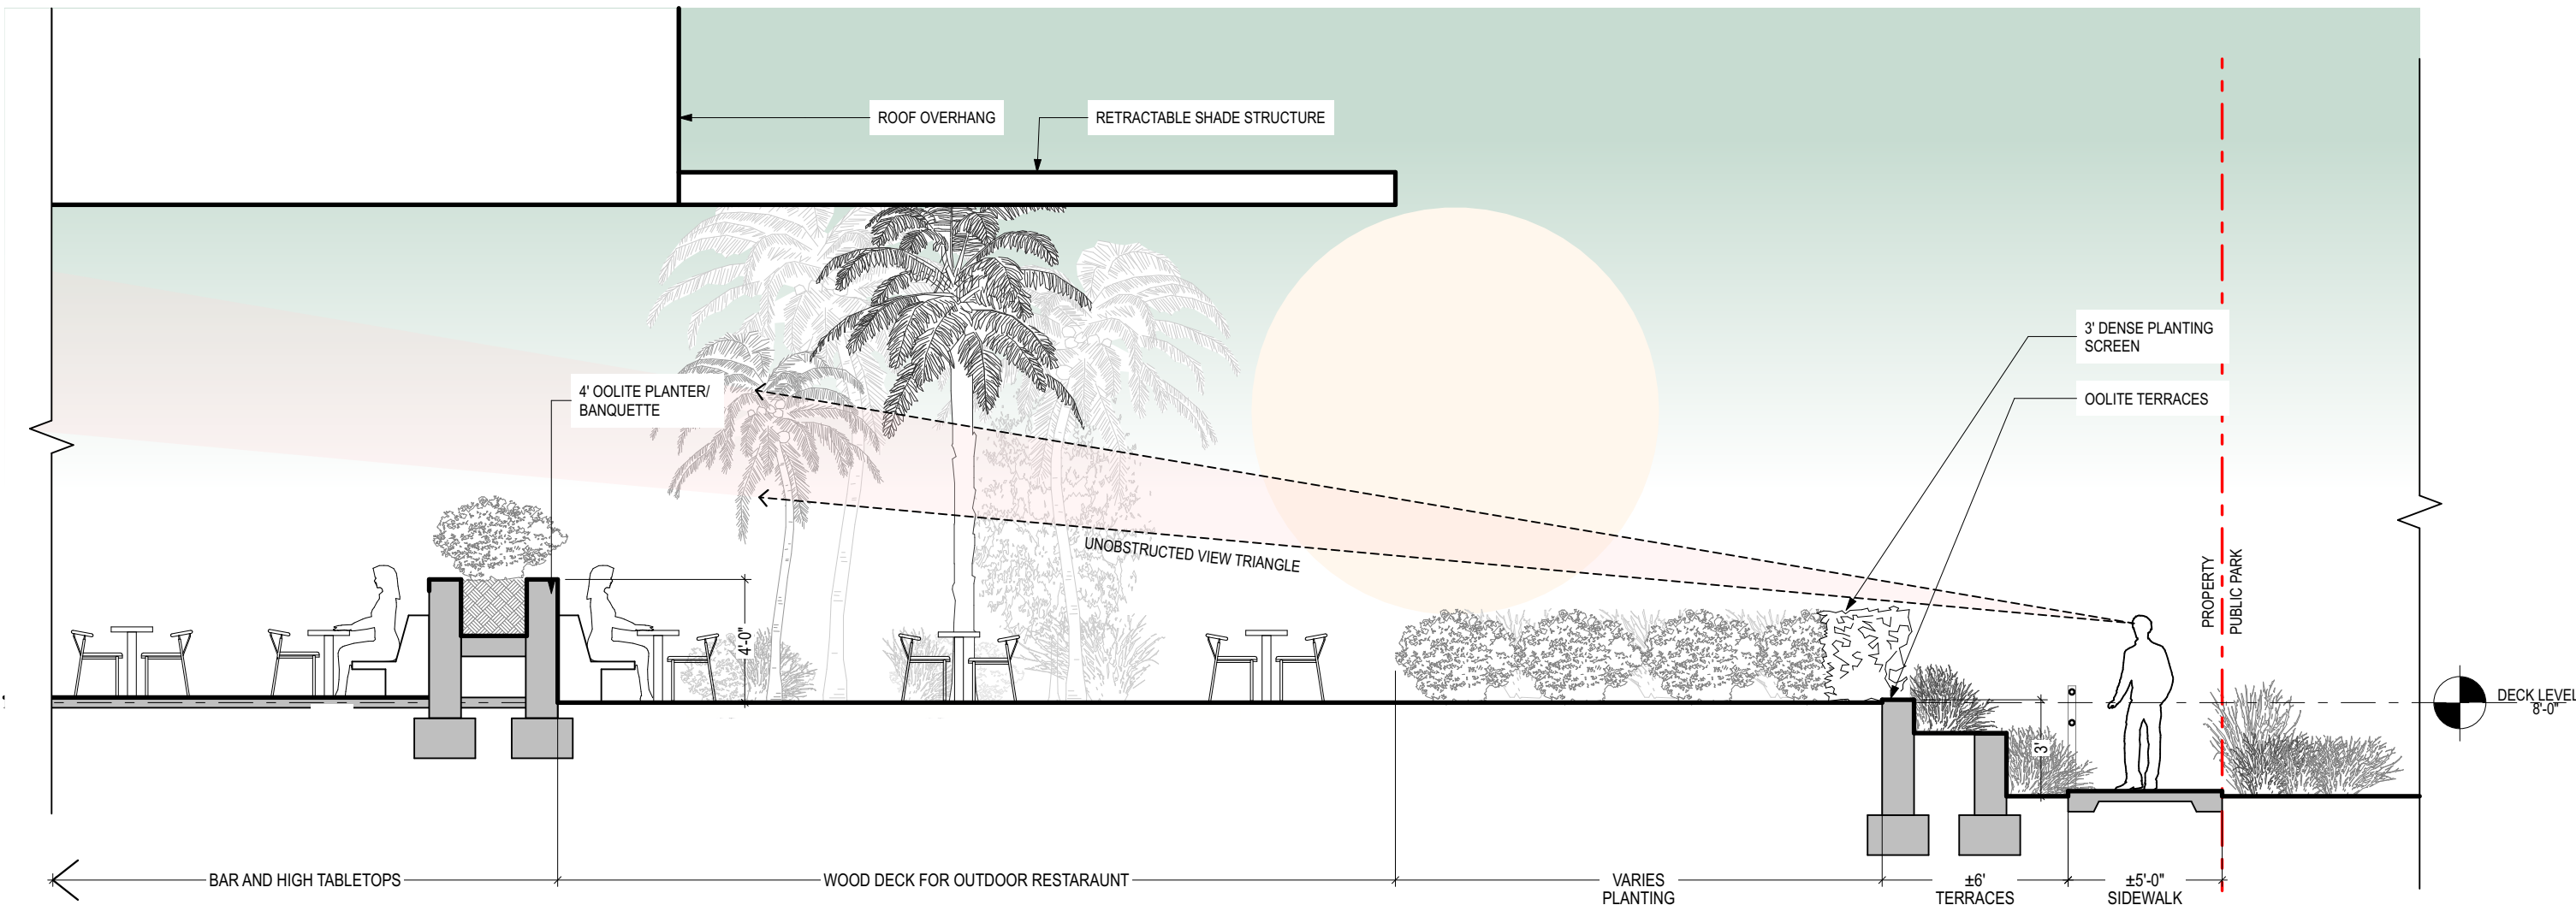 ROOF OVERHANG
RETRACTABLE SHADE STRUCTURE
3' DENSE PLANTING
SCREEN
4' OOLITE PLANTER/
BANQUETTE
OOLITE TERRACES
UNOBSTRUCTED VIEW TRIANGLE
PROPERTY
PUBLIC PARK
4'-0"
3'
DECK LEVEL
8'-0"
BAR AND HIGH TABLETOPS
WOOD DECK FOR OUTDOOR RESTARAUNT
VARIES
PLANTING
±6'
TERRACES
±5'-0"
SIDEWALK